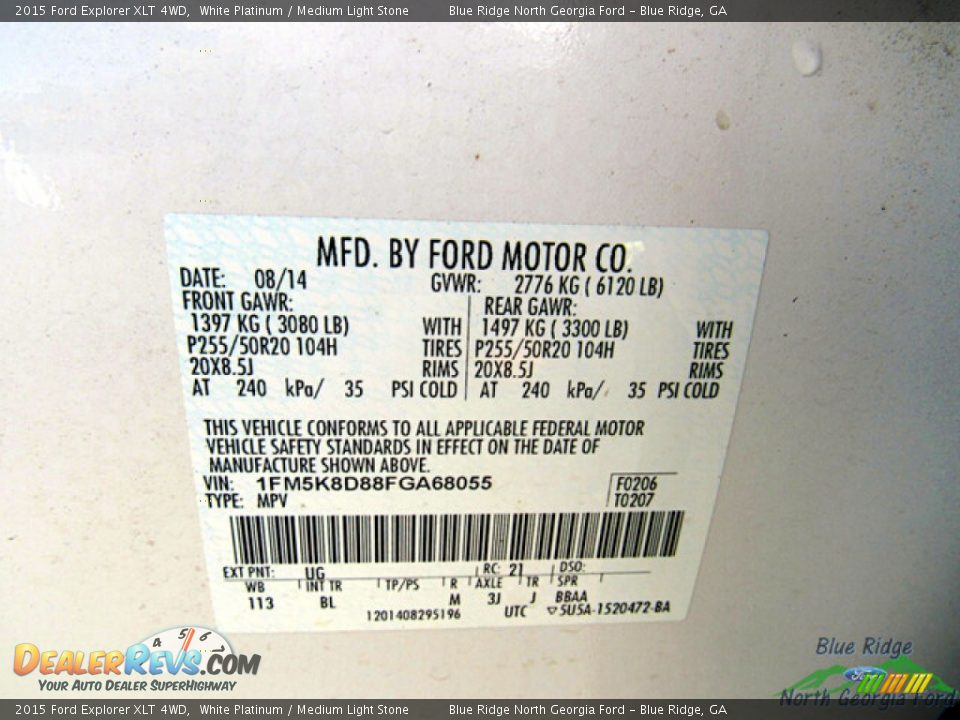 2015 Ford Explorer XLT 4WD, White Platinum / Medium Light Stone Blue Ridge North Georgia Ford - Blue Ridge, GA
MFD. BY FORD MOTOR CO.
DATE: 08/14 GVWR: 2776 KG ( 6120 LB)
FRONT GAWR: REAR GAWR:
1397 KG ( 3080 LB) WITH 1497 KG ( 3300 LB) WITH
P255/50R20 104H TIRES P255/50R20 104H TIRES
20X8.5J RIMS 20X8.5J RIMS
AT 240 kPa/ 35 PSI COLD AT 240 kPa/ 35 PSI COLD
THIS VEHICLE CONFORMS TO ALL APPLICABLE FEDERAL MOTOR
VEHICLE SAFETY STANDARDS IN EFFECT ON THE DATE OF
MANUFACTURE SHOWN ABOVE.
VIN: 1FM5K8D88FGA68055 F0206
TYPE: MPV T0207
EXT PNT: UG RC: 21 DSO:
WB INT TR TP/PS R AXLE TR SPR
113 BL M 3J J BBAA
1201408295196 UTC ▽5U5A-1520472-BA
4 5 6
DEALERREVS.COM
YOUR AUTO DEALER SUPERHIGHWAY
Blue Ridge
Ford
North Georgia Ford
2015 Ford Explorer XLT 4WD, White Platinum / Medium Light Stone Blue Ridge North Georgia Ford - Blue Ridge, GA